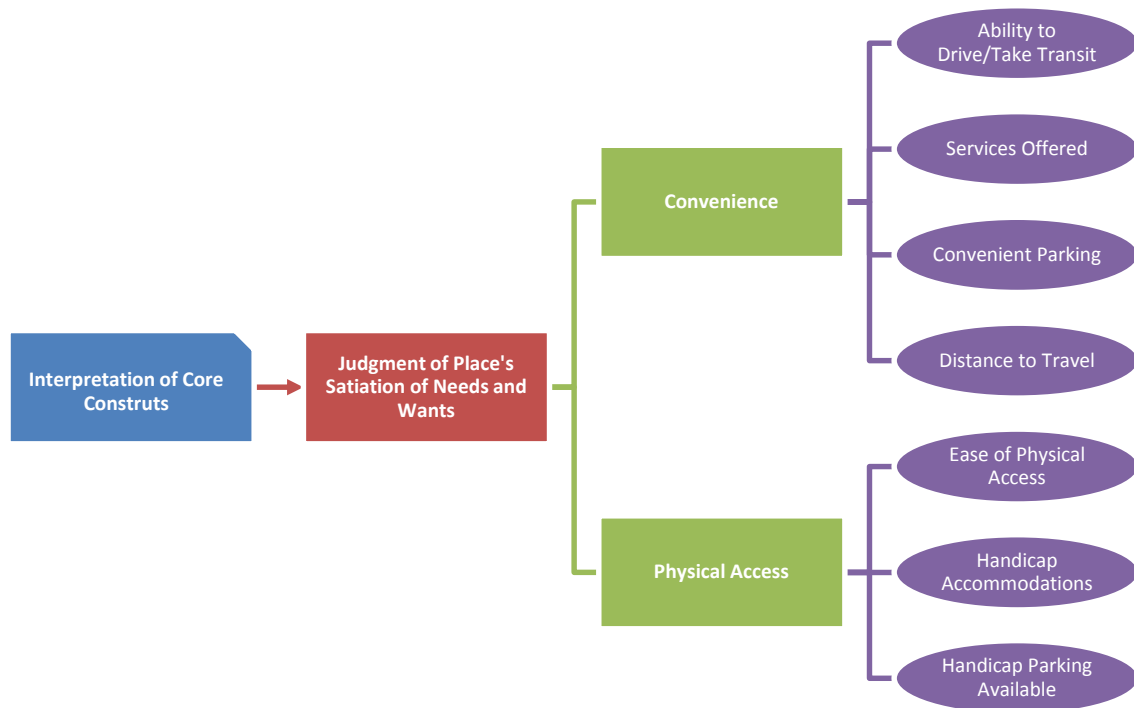 Interpretation of Core
Construts
Judgment of Place's
Satiation of Needs and
Wants
Convenience
Ability to
Drive/Take Transit
Services Offered
Convenient Parking
Distance to Travel
Physical Access
Ease of Physical
Access
Handicap
Accommodations
Handicap Parking
Available